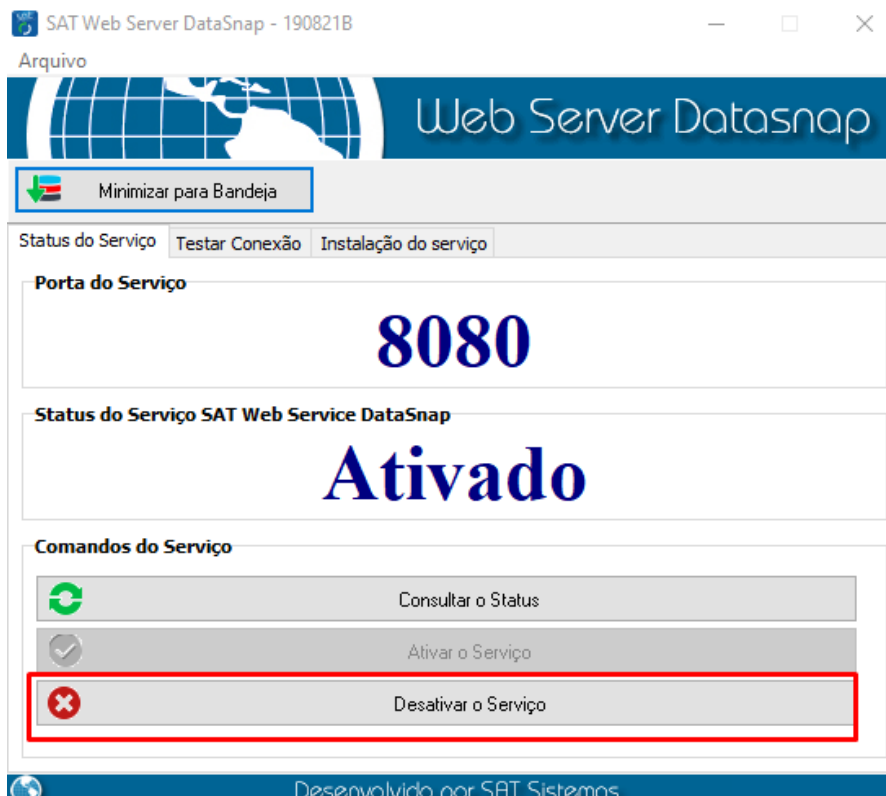 SAT Web Server DataSnap - 190821B
Arquivo
Web Server Datasnap
Minimizar para Bandeja
Status do Serviço Testar Conexão Instalação do serviço
Porta do Serviço
8080
Status do Serviço SAT Web Service DataSnap
Ativado
Comandos do Serviço
Consultar o Status
Ativar o Serviço
Desativar o Serviço
Desenvolvido por SAT Sistemas